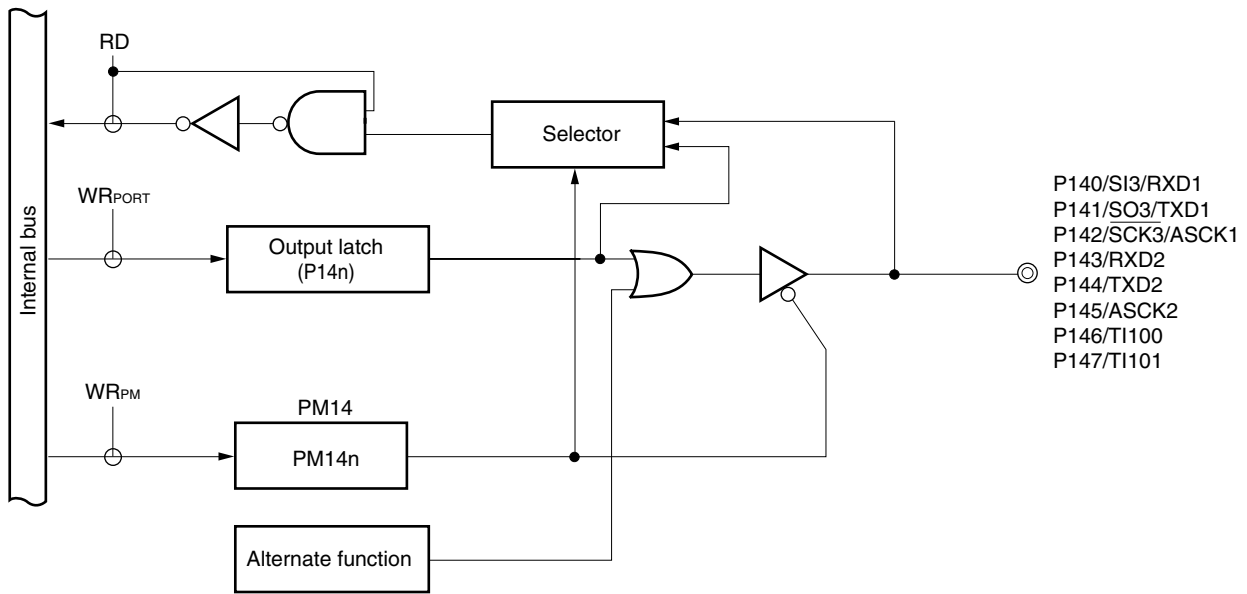 RD
Selector
WRPORT
Output latch
(P14n)
Internal bus
WRPM
PM14
PM14n
Alternate function
P140/SI3/RXD1
P141/SO3/TXD1
P142/SCK3/ASCK1
P143/RXD2
P144/TXD2
P145/ASCK2
P146/TI100
P147/TI101